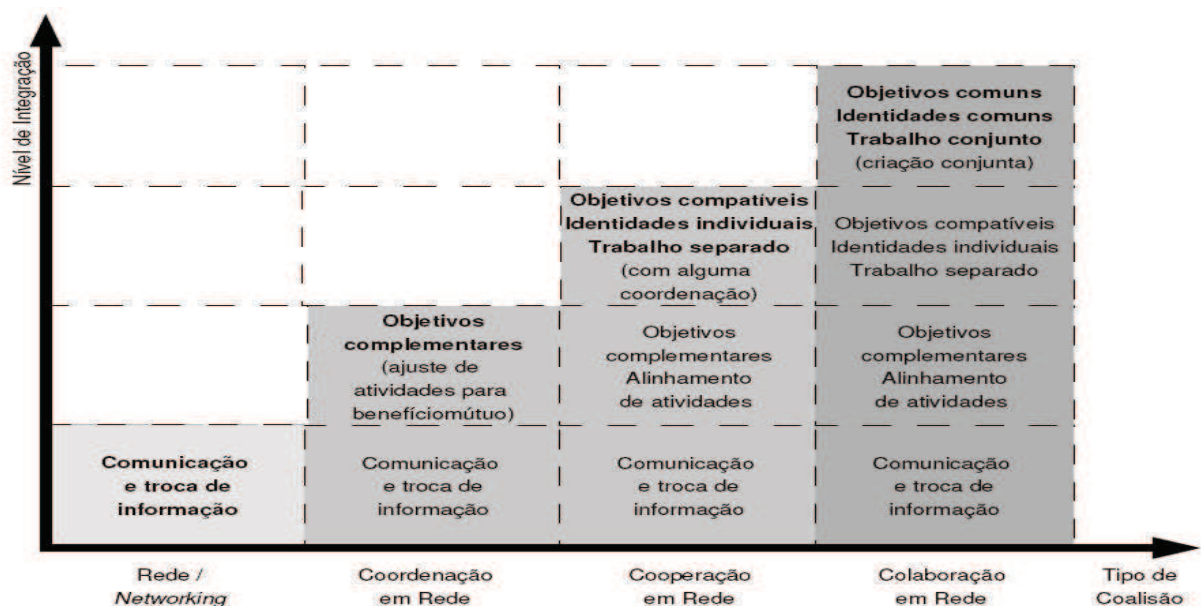 Nível de Integração
Objetivos comuns
Identidades comuns
Trabalho conjunto
(criação conjunta)
Objetivos compatíveis
Identidades individuais
Trabalho separado
(com alguma
coordenação)
Objetivos compatíveis
Identidades individuais
Trabalho separado
Objetivos
complementares
(ajuste de
atividades para
benefíciomútuo)
Objetivos
complementares
Alinhamento
de atividades
Objetivos
complementares
Alinhamento
de atividades
Comunicação
e troca de
informação
Comunicação
e troca de
informação
Comunicação
e troca de
informação
Comunicação
e troca de
informação
Rede /
Networking
Coordenação
em Rede
Cooperação
em Rede
Colaboração
em Rede
Tipo de
Coalisão